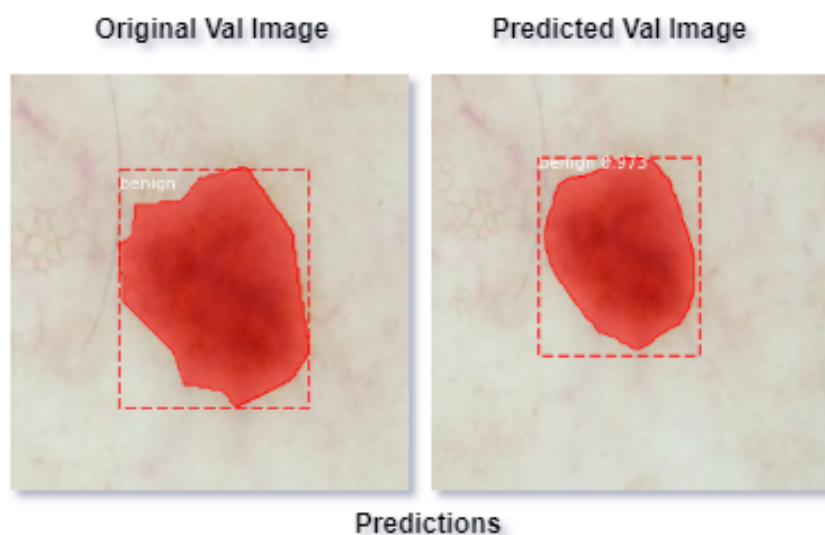 Original Val Image
Predicted Val Image
benign
benign 0.973
Predictions